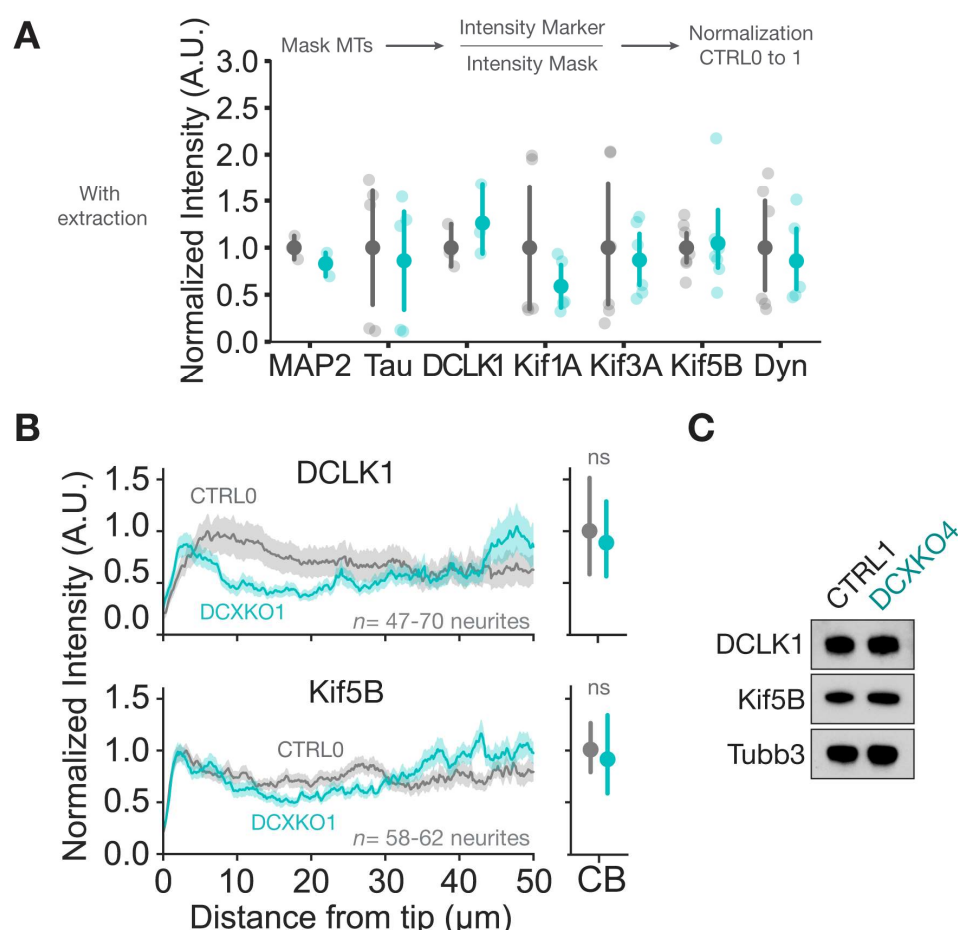 A
Mask MTs
Intensity Marker
Intensity Mask
Normalization
CTRL0 to 1
With
extraction
Normalized Intensity (A.U.)
3.0
2.5
2.0
1.5
1.0
0.5
0.0
MAP2 Tau DCLK1 Kif1A Kif3A Kif5B Dyn
B
Normalized Intensity (A.U.)
DCLK1
1.5
1.0
0.5
0.0
CTRL0
DCXKO1
n= 47-70 neurites
ns
Kif5B
1.5
1.0
0.5
0.0
CTRL0
DCXKO1
n= 58-62 neurites
ns
0 10 20 30 40 50
CB
Distance from tip (μm)
C
CTRL1
DCXKO4
DCLK1
Kif5B
Tubb3